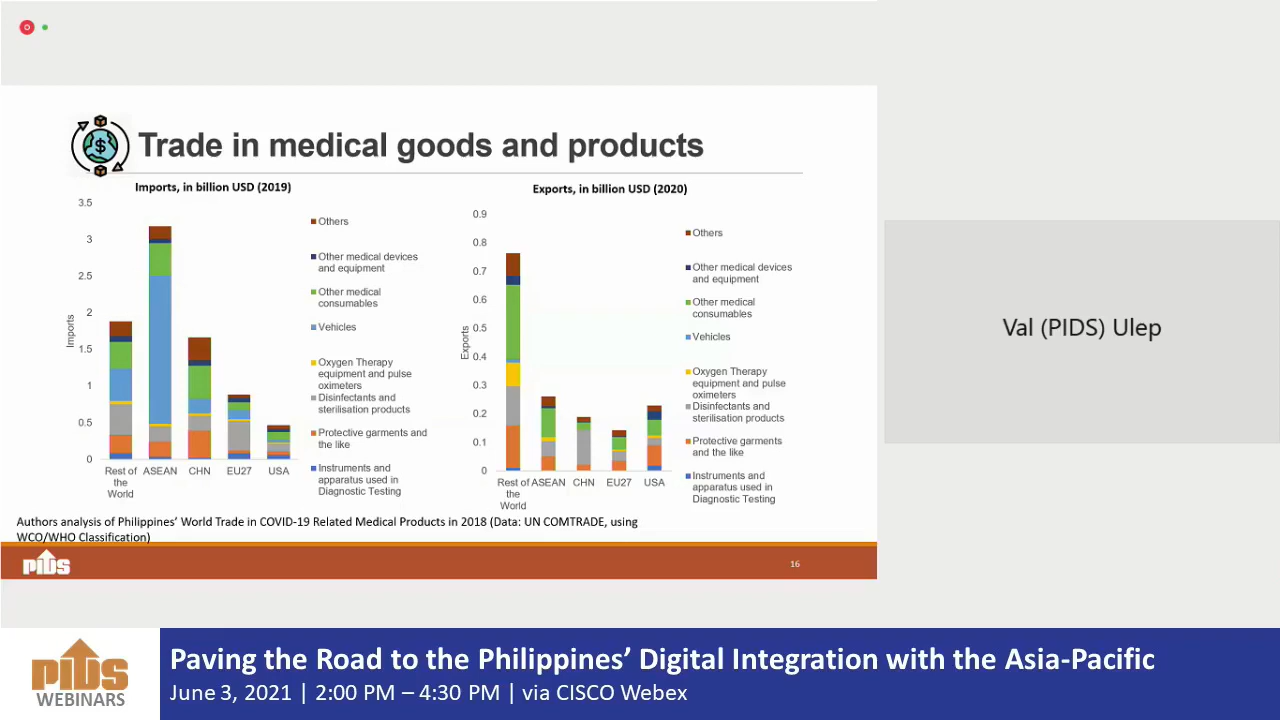 Trade in medical goods and products
Imports, in billion USD (2019)
3.5
3
2.5
2
1.5
1
0.5
0
Imports
Rest of
the
World
ASEAN
CHN
EU27
USA
Others
Other medical devices
and equipment
Other medical
consumables
Vehicles
Oxygen Therapy
equipment and pulse
oximeters
Disinfectants and
sterilisation products
Protective garments and
the like
Instruments and
apparatus used in
Diagnostic Testing
Exports, in billion USD (2020)
0.9
0.8
0.7
0.6
0.5
0.4
0.3
0.2
0.1
0
Exports
Rest of
the
World
ASEAN
CHN
EU27
USA
Others
Other medical devices
and equipment
Other medical
consumables
Vehicles
Oxygen Therapy
equipment and pulse
oximeters
Disinfectants and
sterilisation products
Protective garments
and the like
Instruments and
apparatus used in
Diagnostic Testing
Authors analysis of Philippines' World Trade in COVID-19 Related Medical Products in 2018 (Data: UN COMTRADE, using
WCO/WHO Classification)
PIDS
16
Val (PIDS) Ulep
PIDS
WEBINARS
Paving the Road to the Philippines' Digital Integration with the Asia-Pacific
June 3, 2021 | 2:00 PM – 4:30 PM | via CISCO Webex